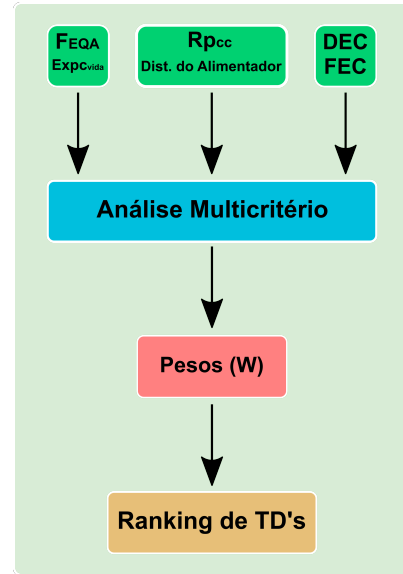 FEQA
Expcvida
Rpcc
Dist. do Alimentador
DEC
FEC
Análise Multicritério
Pesos (W)
Ranking de TD's